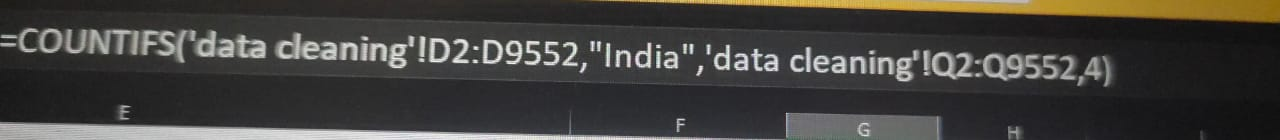 =COUNTIFS('data cleaning'!D2:D9552,"India",'data cleaning'!Q2:Q9552,4)
E F G H